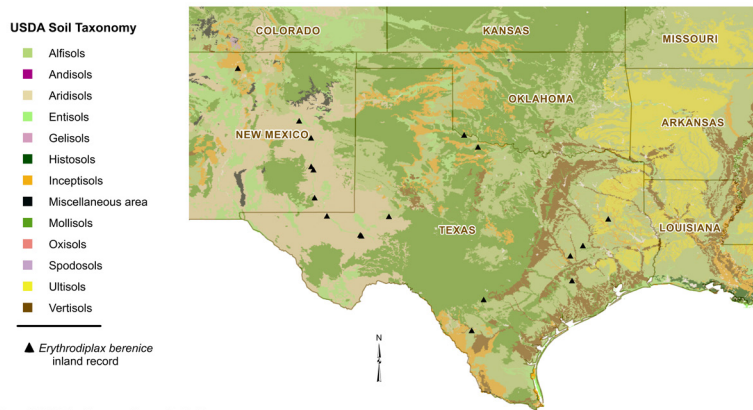 USDA Soil Taxonomy
Alfisols
Andisols
Aridisols
Entisols
Gelisols
Histosols
Inceptisols
Miscellaneous area
Mollisols
Oxisols
Spodosols
Ultisols
Vertisols
Erythrodiplax berenice
inland record
COLORADO
KANSAS
MISSOURI
OKLAHOMA
ARKANSAS
NEW MEXICO
TEXAS
LOUISIANA
N